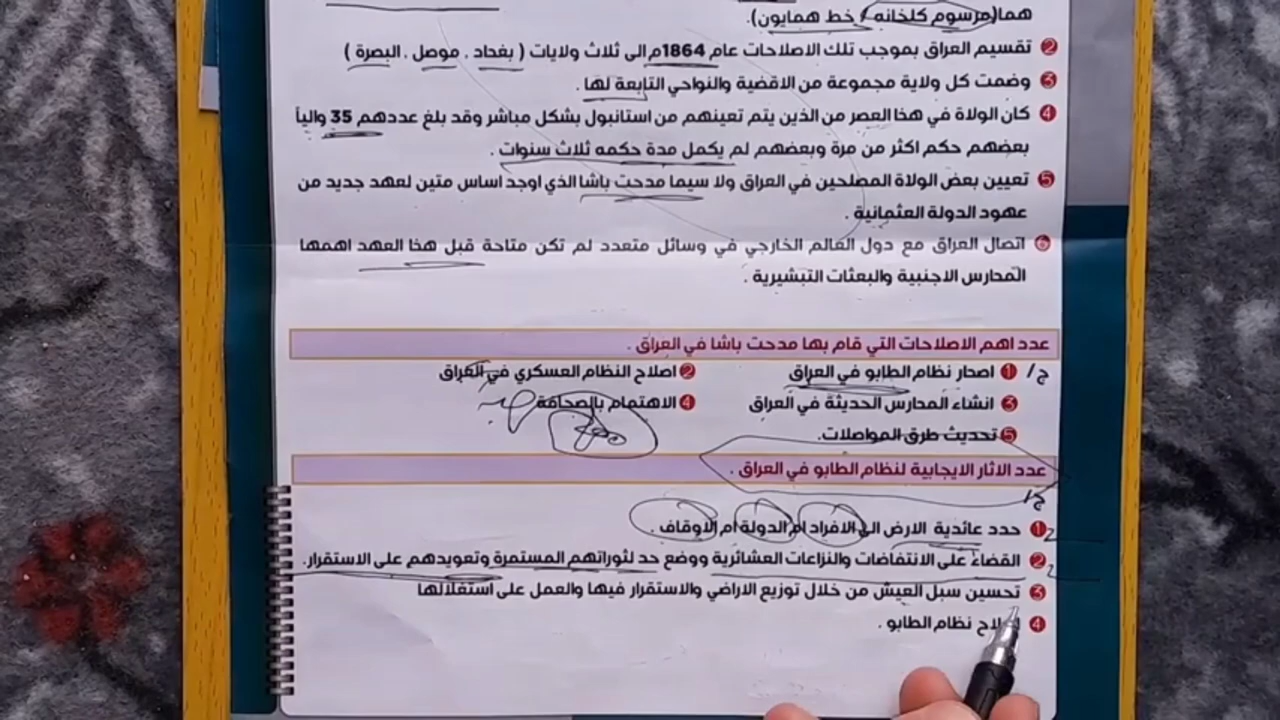 هما(مرسوم كلخانه / خط همايون).
2 تقسيم العراق بموجب تلك الاصلاحات عام 1864م الى ثلاث ولايات ( بغداد . موصل . البصرة )
3 وضمت كل ولاية مجموعة من الاقضية والنواحي التابعة لها .
4 كان الولاة في هذا العصر من الذين يتم تعينهم من استانبول بشكل مباشر وقد بلغ عددهم 35 والياً
بعضهم حكم اكثر من مرة وبعضهم لم يكمل مدة حكمه ثلاث سنوات .
5 تعيين بعض الولاة المصلحين في العراق ولا سيما مدحت باشا الذي اوجد اساس متين لعهد جديد من
عهود الدولة العثمانية .
6 اتصال العراق مع دول العالم الخارجي في وسائل متعدد لم تكن متاحة قبل هذا العهد اهمها
المدارس الاجنبية والبعثات التبشيرية .
عدد اهم الاصلاحات التي قام بها مدحت باشا في العراق .
ج/ 1 اصدار نظام الطابو في العراق 2 اصلاح النظام العسكري في العراق
3 انشاء المدارس الحديثة في العراق 4 الاهتمام بالصحافة
5 تحديث طرق المواصلات.
عدد الاثار الايجابية لنظام الطابو في العراق .
ج/
1 حدد عائدية الارض الى الافراد ام الدولة ام الاوقاف .
2 القضاء على الانتفاضات والنزاعات العشائرية ووضع حد لثوراتهم المستمرة وتعويدهم على الاستقرار.
3 تحسين سبل العيش من خلال توزيع الاراضي والاستقرار فيها والعمل على استغلالها
4 نظام الطابو .